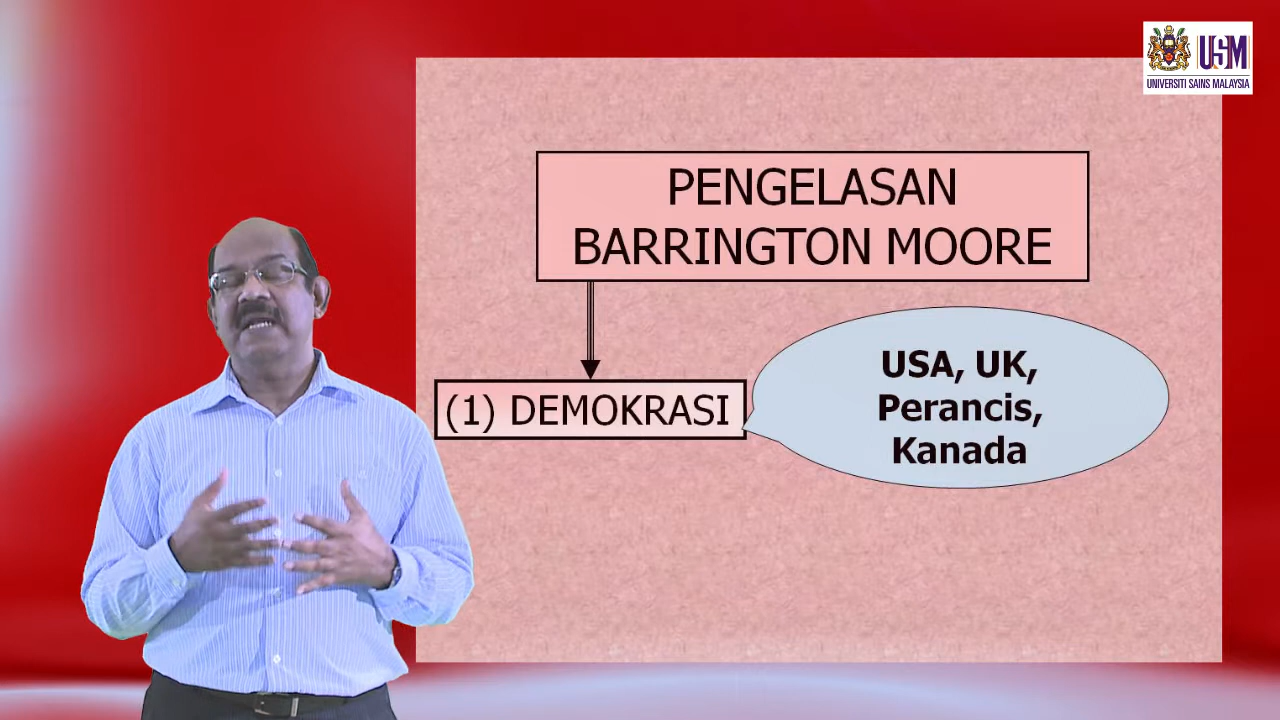 USM
UNIVERSITI SAINS MALAYSIA
PENGELASAN
BARRINGTON MOORE
(1) DEMOKRASI
USA, UK,
Perancis,
Kanada